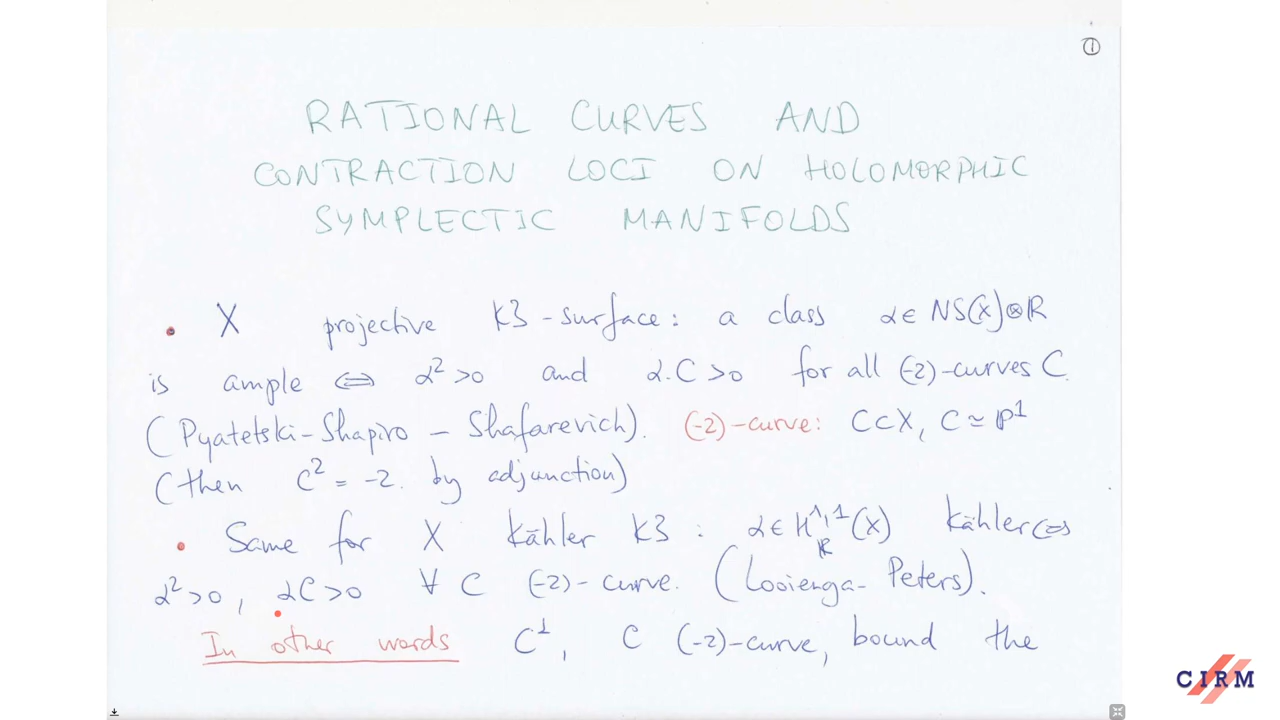 ①
RATIONAL CURVES AND
CONTRACTION LOCI ON HOLOMORPHIC
SYMPLECTIC MANIFOLDS
• X projective K3-surface: a class α ∈ NS(X)⊗ℝ
is ample ⇔ α²>0 and α.C>0 for all (-2)-curves C.
(Pyatetski-Shapiro – Shafarevich). (-2)-curve: C⊂X, C≃ℙ¹
(then C² = -2. by adjunction)
• Same for X Kähler K3 : α∈H^{1,1}_ℝ(X) Kähler ⇔
α²>0, αC>0 ∀ C (-2)-curve. (Looienga-Peters).
In other words C^⊥, C (-2)-curve, bound the
CIRM